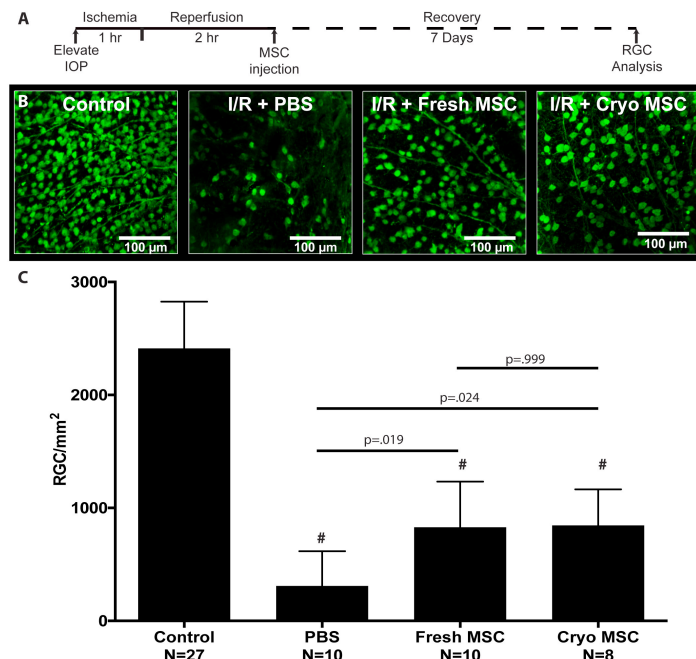 A
Ischemia Reperfusion Recovery
1 hr 2 hr 7 Days
Elevate IOP
MSC injection
RGC Analysis
B
Control
I/R + PBS
I/R + Fresh MSC
I/R + Cryo MSC
100 µm
100 µm
100 µm
100 µm
C
3000
2000
1000
0
RGC/mm²
p=.999
p=.024
p=.019
#
#
#
Control
N=27
PBS
N=10
Fresh MSC
N=10
Cryo MSC
N=8